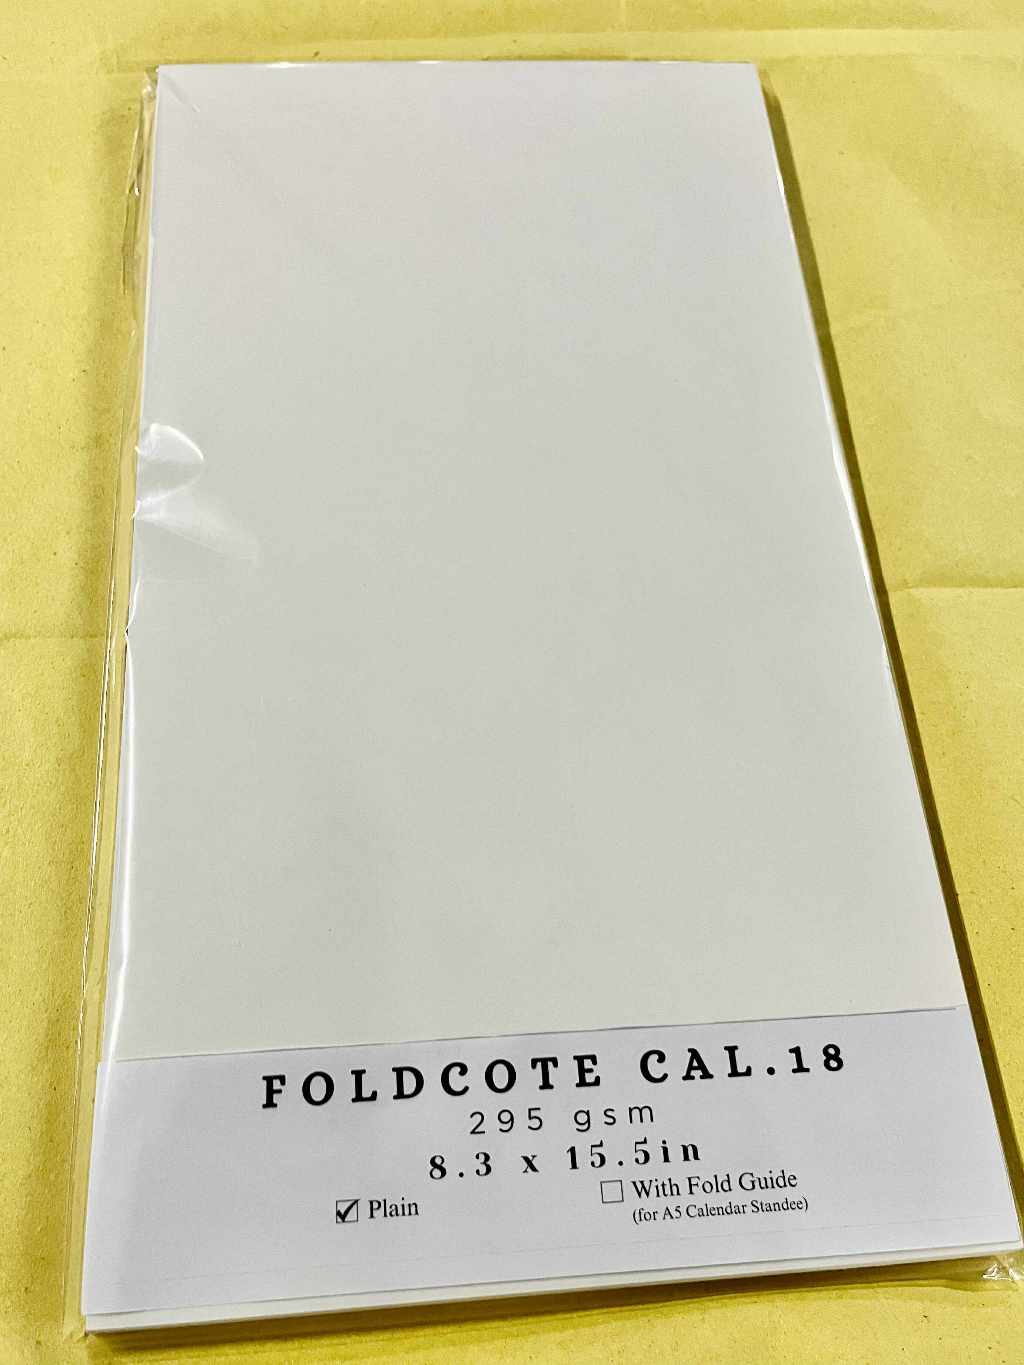 FOLDCOTE CAL.18
295 gsm
8.3 x 15.5in
☑ Plain ☐ With Fold Guide
(for A5 Calendar Standee)